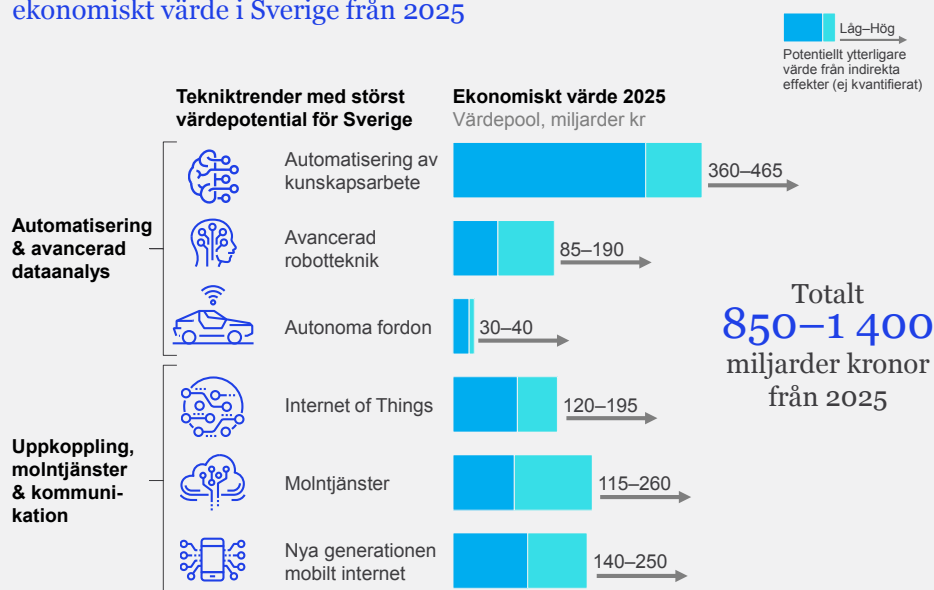 ekonomiskt värde i Sverige från 2025
Låg–Hög
Potentiellt ytterligare
värde från indirekta
effekter (ej kvantifierat)
Tekniktrender med störst
värdepotential för Sverige
Ekonomiskt värde 2025
Värdepool, miljarder kr
Automatisering
& avancerad
dataanalys
Automatisering av
kunskapsarbete
360–465
Avancerad
robotteknik
85–190
Autonoma fordon
30–40
Uppkoppling,
molntjänster
& kommuni-
kation
Internet of Things
120–195
Molntjänster
115–260
Nya generationen
mobilt internet
140–250
Totalt
850–1 400
miljarder kronor
från 2025